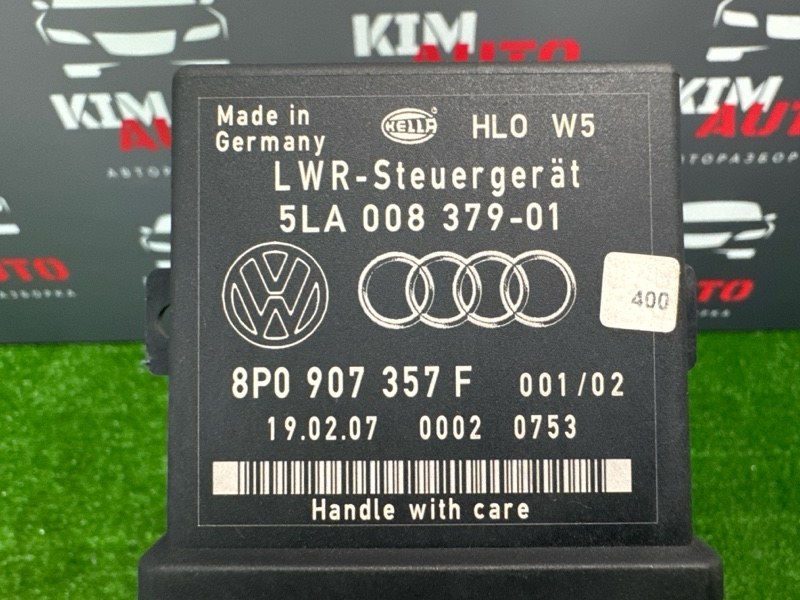 KIM AUTO
KIM AUTO
АВТОРАЗБОРКА
KIM AUTO
Made in
Germany
HELLA
HLO W5
LWR-Steuergerät
5LA 008 379-01
400
8P0 907 357 F 001/02
19.02.07 0002 0753
Handle with care